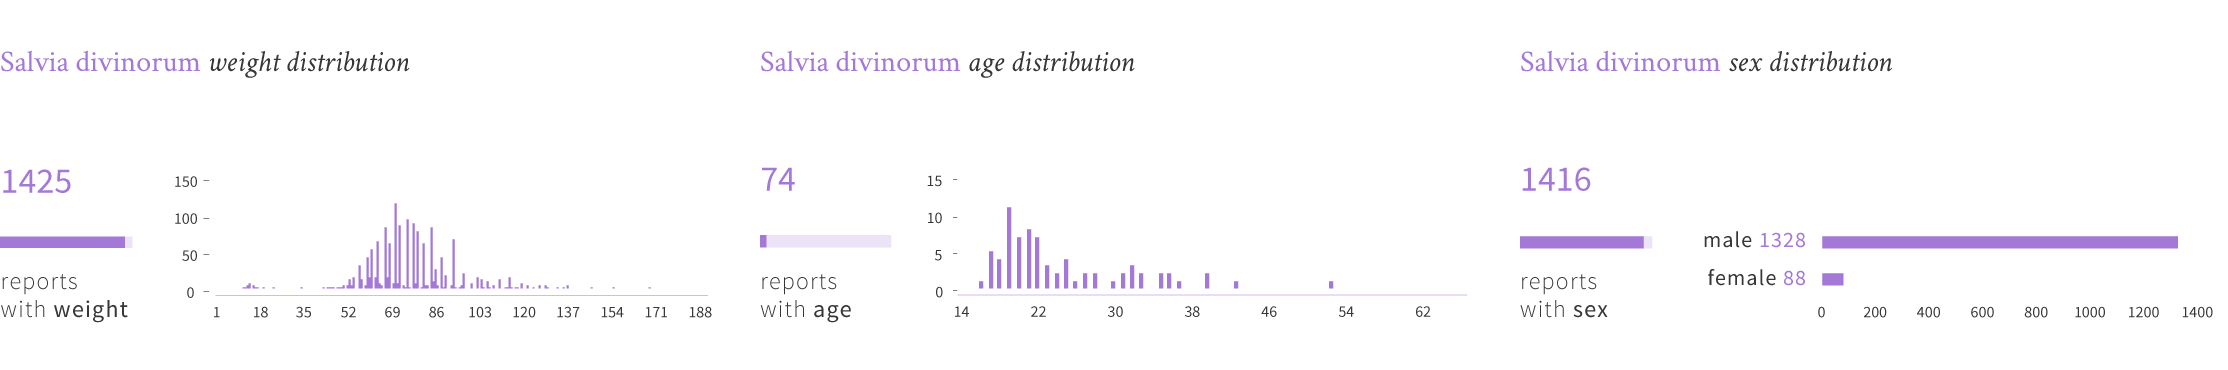 Salvia divinorum weight distribution
1425
reports
with weight
150
100
50
0
1 18 35 52 69 86 103 120 137 154 171 188
Salvia divinorum age distribution
74
reports
with age
15
10
5
0
14 22 30 38 46 54 62
Salvia divinorum sex distribution
1416
reports
with sex
male 1328
female 88
0 200 400 600 800 1000 1200 1400